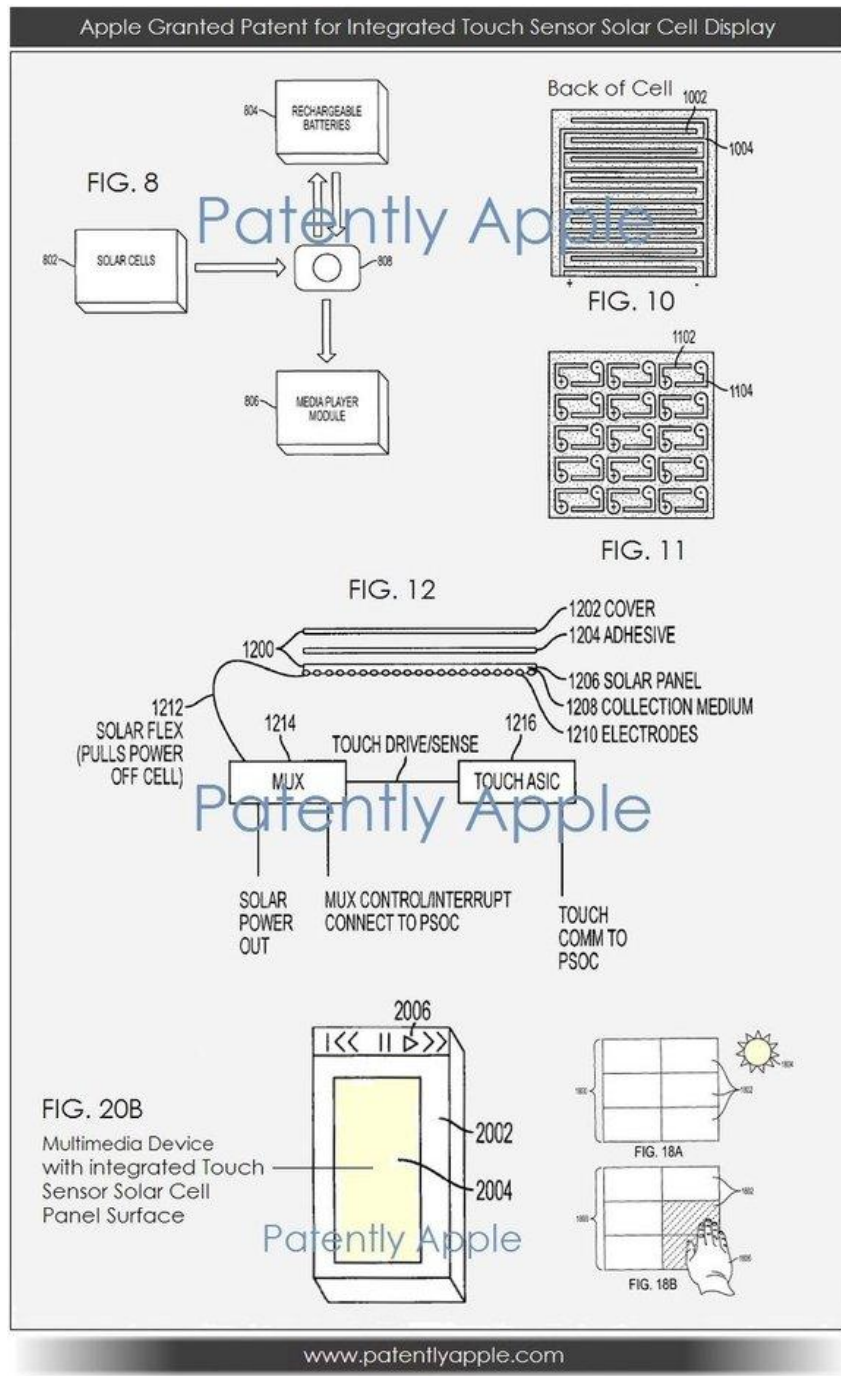 Apple Granted Patent for Integrated Touch Sensor Solar Cell Display
804
RECHARGEABLE
BATTERIES
FIG. 8
802
SOLAR CELLS
808
806
MEDIA PLAYER
MODULE
Back of Cell
1002
1004
+
-
FIG. 10
Patently Apple
1102
1104
FIG. 11
FIG. 12
1200
1202 COVER
1204 ADHESIVE
1206 SOLAR PANEL
1208 COLLECTION MEDIUM
1210 ELECTRODES
1212
SOLAR FLEX
(PULLS POWER
OFF CELL)
1214
MUX
TOUCH DRIVE/SENSE
1216
TOUCH ASIC
Patently Apple
SOLAR
POWER
OUT
MUX CONTROL/INTERRUPT
CONNECT TO PSOC
TOUCH
COMM TO
PSOC
2006
|<< || ▷>>
2002
2004
FIG. 20B
Multimedia Device
with integrated Touch
Sensor Solar Cell
Panel Surface
Patently Apple
1800
1802
1804
FIG. 18A
1800
1802
FIG. 18B
www.patentlyapple.com